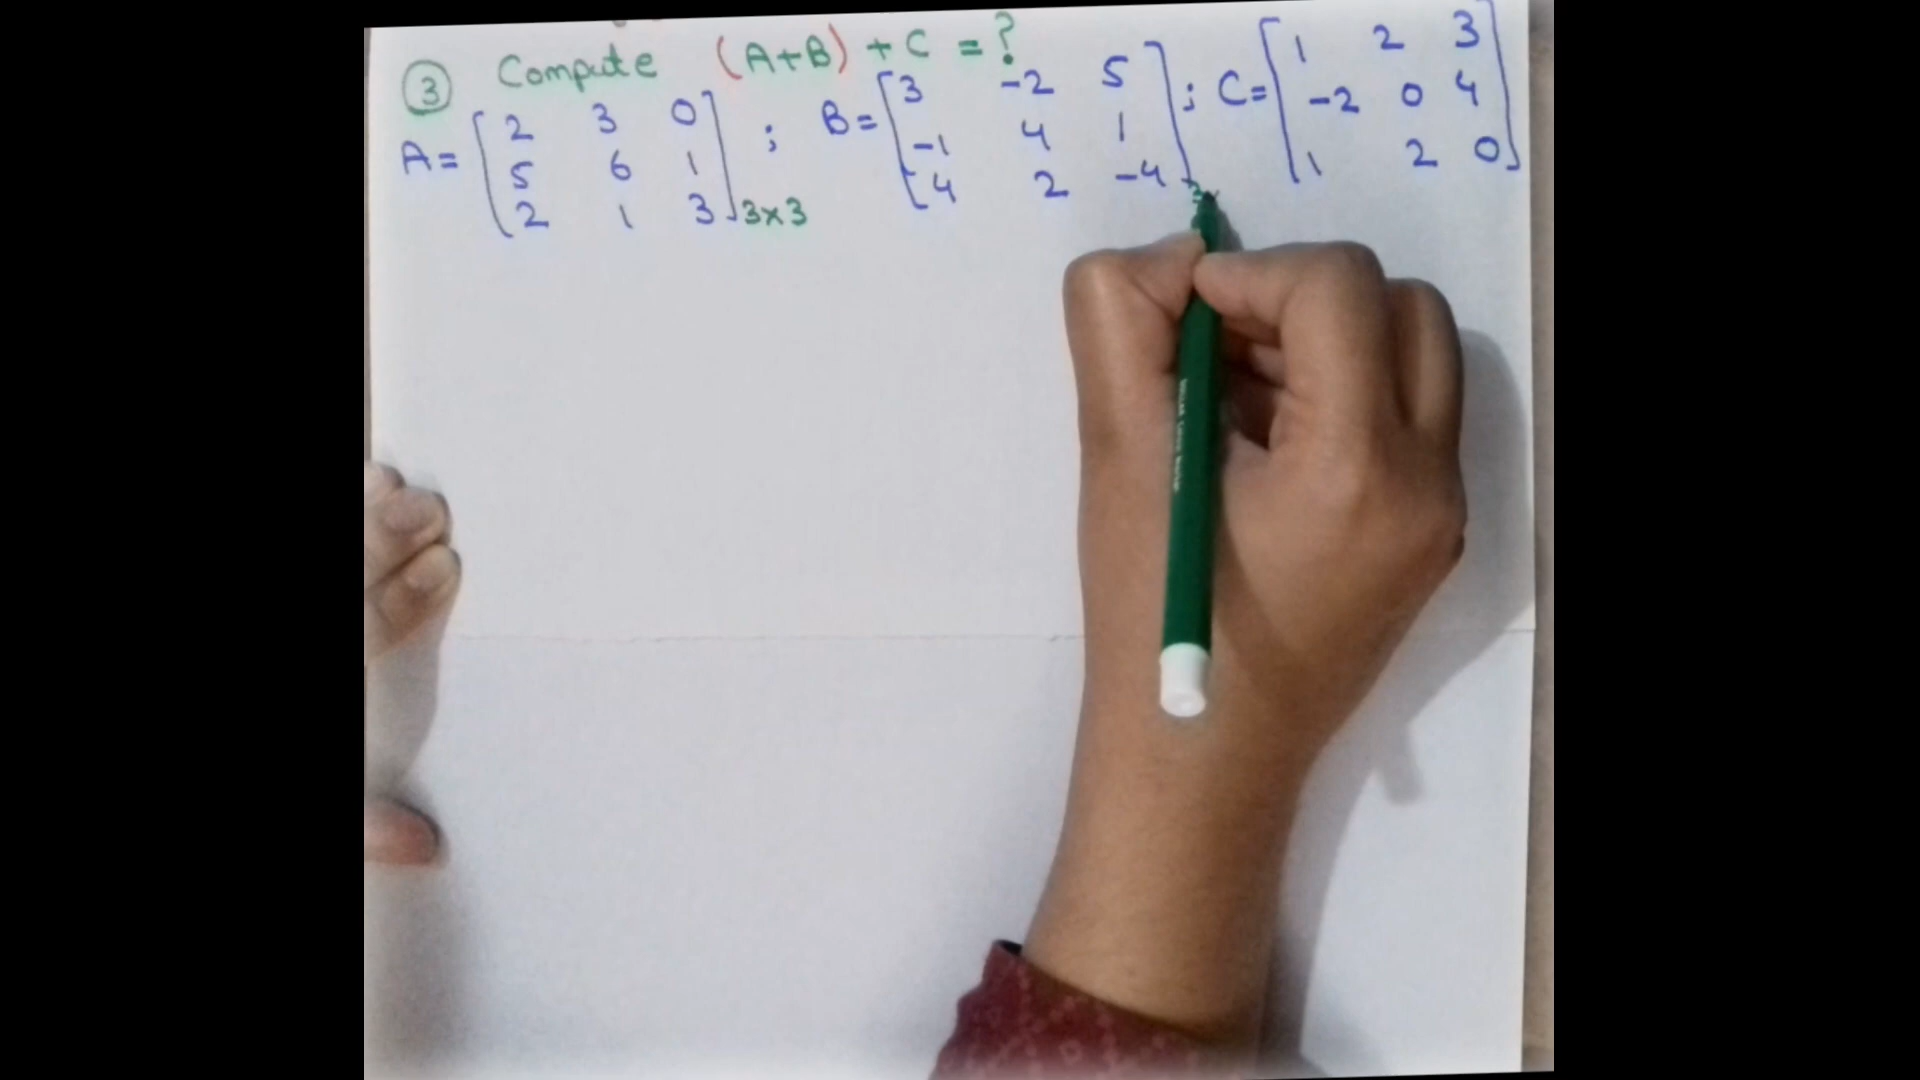 ③ Compute (A+B) + C = ?
A = [ 2 3 0 ; B = [ 3 -2 5 ] ; C = [ 1 2 3
5 6 1 -1 4 1 -2 0 4
2 1 3 ] 3×3 4 2 -4 3× 1 2 0 ]